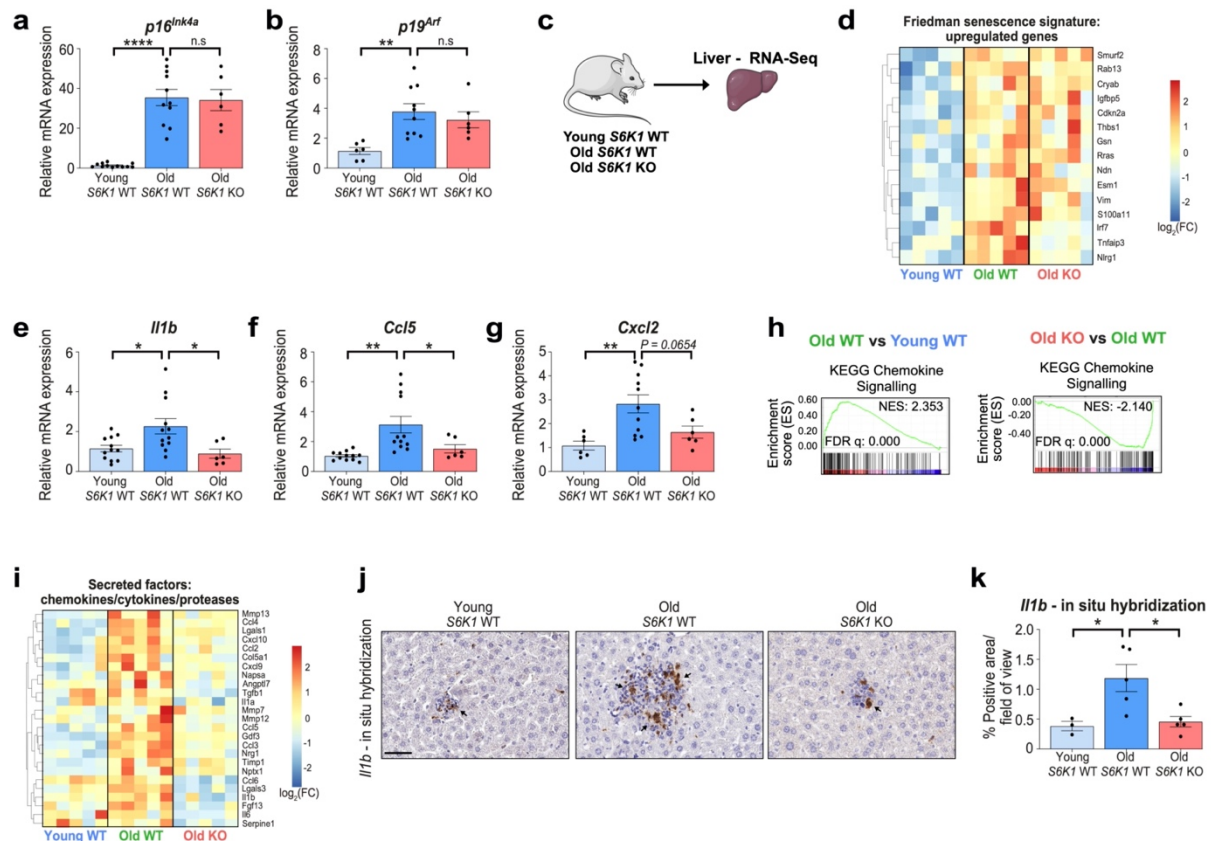 a
p16Ink4a
****
n.s
Relative mRNA expression
60
40
20
0
Young
S6K1 WT
Old
S6K1 WT
Old
S6K1 KO
b
p19Arf
**
n.s
Relative mRNA expression
8
6
4
2
0
Young
S6K1 WT
Old
S6K1 WT
Old
S6K1 KO
c
Liver - RNA-Seq
Young S6K1 WT
Old S6K1 WT
Old S6K1 KO
d
Friedman senescence signature:
upregulated genes
Smurf2
Rab13
Cryab
Igfbp5
Cdkn2a
Thbs1
Gsn
Rras
Ndn
Esm1
Vim
S100a11
Irf7
Tnfaip3
Nlrg1
2
1
0
-1
-2
log2(FC)
Young WT
Old WT
Old KO
e
Il1b
*
*
Relative mRNA expression
6
4
2
0
Young
S6K1 WT
Old
S6K1 WT
Old
S6K1 KO
f
Ccl5
**
*
Relative mRNA expression
8
6
4
2
0
Young
S6K1 WT
Old
S6K1 WT
Old
S6K1 KO
g
Cxcl2
**
P = 0.0654
Relative mRNA expression
5
4
3
2
1
0
Young
S6K1 WT
Old
S6K1 WT
Old
S6K1 KO
h
Old WT vs Young WT
KEGG Chemokine
Signalling
Enrichment
score (ES)
0.60
0.40
0.20
0.00
NES: 2.353
FDR q: 0.000
Old KO vs Old WT
KEGG Chemokine
Signalling
Enrichment
score (ES)
0.00
-0.20
-0.40
NES: -2.140
FDR q: 0.000
i
Secreted factors:
chemokines/cytokines/proteases
Mmp13
Ccl4
Lgals1
Cxcl10
Ccl2
Col5a1
Cxcl9
Napsa
Angptl7
Tgfb1
Il1a
Mmp7
Mmp12
Ccl5
Gdf3
Ccl3
Nrg1
Timp1
Nptx1
Ccl6
Lgals3
Il1b
Fgf13
Il6
Serpine1
2
1
0
-1
-2
log2(FC)
Young WT
Old WT
Old KO
j
Il1b - in situ hybridization
Young
S6K1 WT
Old
S6K1 WT
Old
S6K1 KO
k
Il1b - in situ hybridization
*
*
% Positive area/
field of view
2.0
1.5
1.0
0.5
0
Young
S6K1 WT
Old
S6K1 WT
Old
S6K1 KO